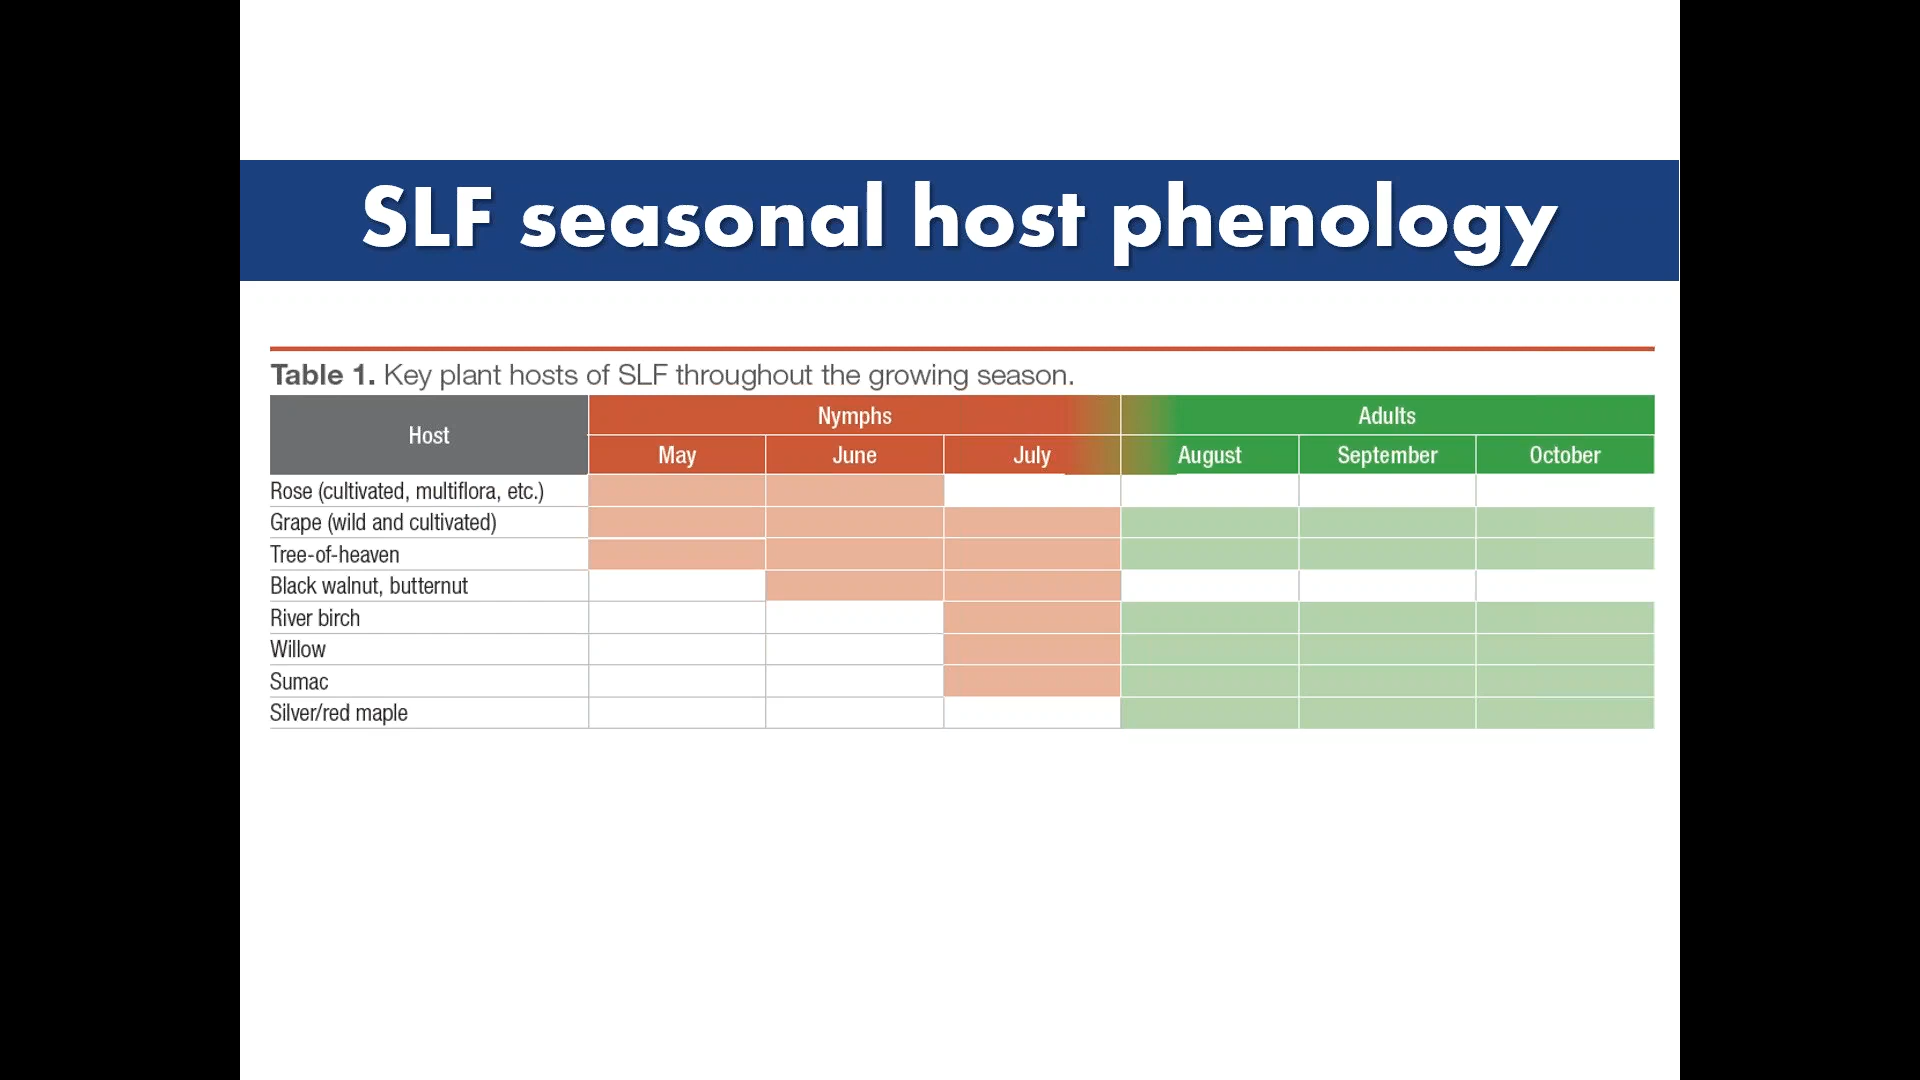 SLF seasonal host phenology
Table 1. Key plant hosts of SLF throughout the growing season.
Host
Nymphs
Adults
May
June
July
August
September
October
Rose (cultivated, multiflora, etc.)
Grape (wild and cultivated)
Tree-of-heaven
Black walnut, butternut
River birch
Willow
Sumac
Silver/red maple